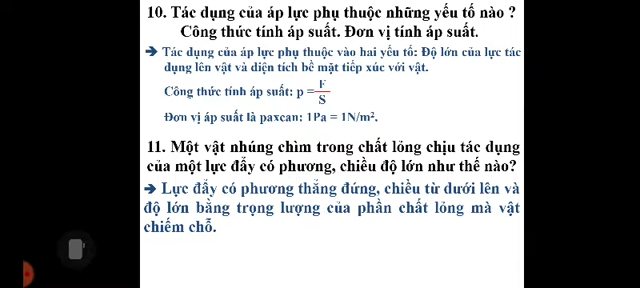 10. Tác dụng của áp lực phụ thuộc những yếu tố nào ?
Công thức tính áp suất. Đơn vị tính áp suất.
➔ Tác dụng của áp lực phụ thuộc vào hai yếu tố: Độ lớn của lực tác
dụng lên vật và diện tích bề mặt tiếp xúc với vật.
Công thức tính áp suất: p = F/S
Đơn vị áp suất là paxcan: 1Pa = 1N/m².
11. Một vật nhúng chìm trong chất lỏng chịu tác dụng
của một lực đẩy có phương, chiều độ lớn như thế nào?
➔ Lực đẩy có phương thẳng đứng, chiều từ dưới lên và
độ lớn bằng trọng lượng của phần chất lỏng mà vật
chiếm chỗ.